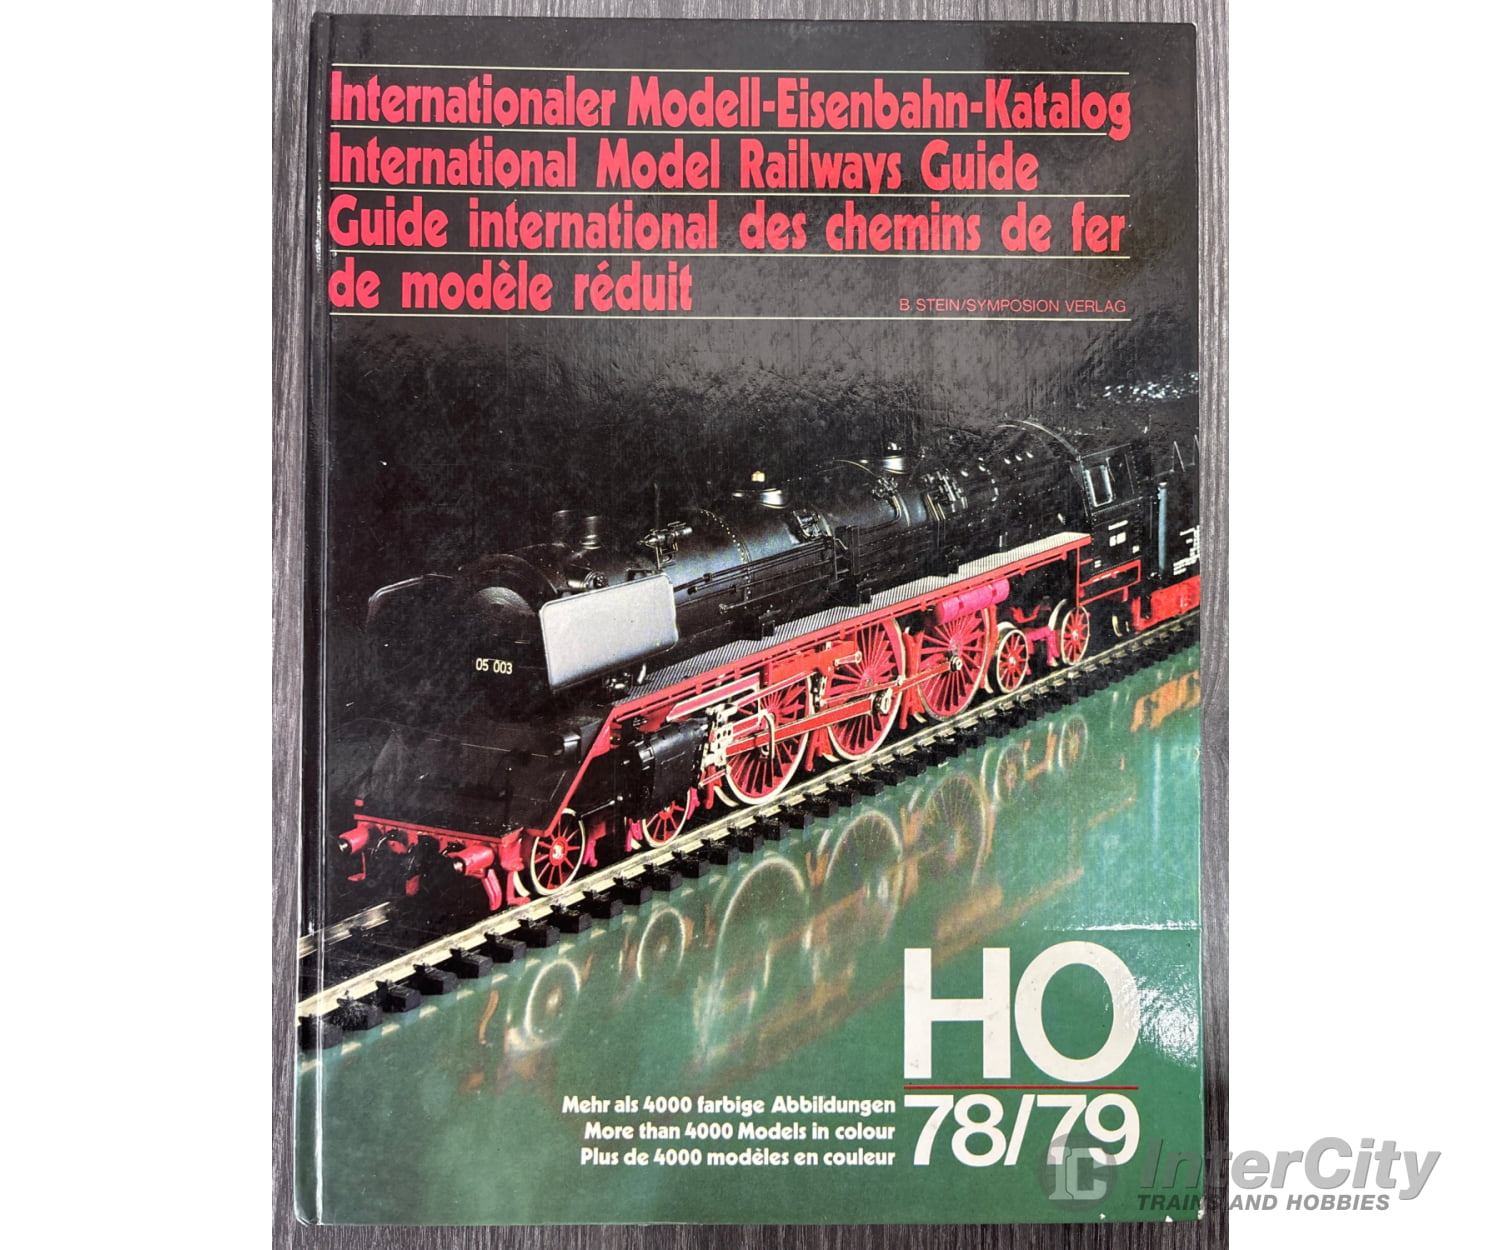 Internationaler Modell-Eisenbahn-Katalog
International Model Railways Guide
Guide international des chemins de fer
de modèle réduit
B. STEIN/SYMPOSION VERLAG
05 003
HO
78/79
Mehr als 4000 farbige Abbildungen
More than 4000 Models in colour
Plus de 4000 modèles en couleur
IC
InterCity
TRAINS AND HOBBIES